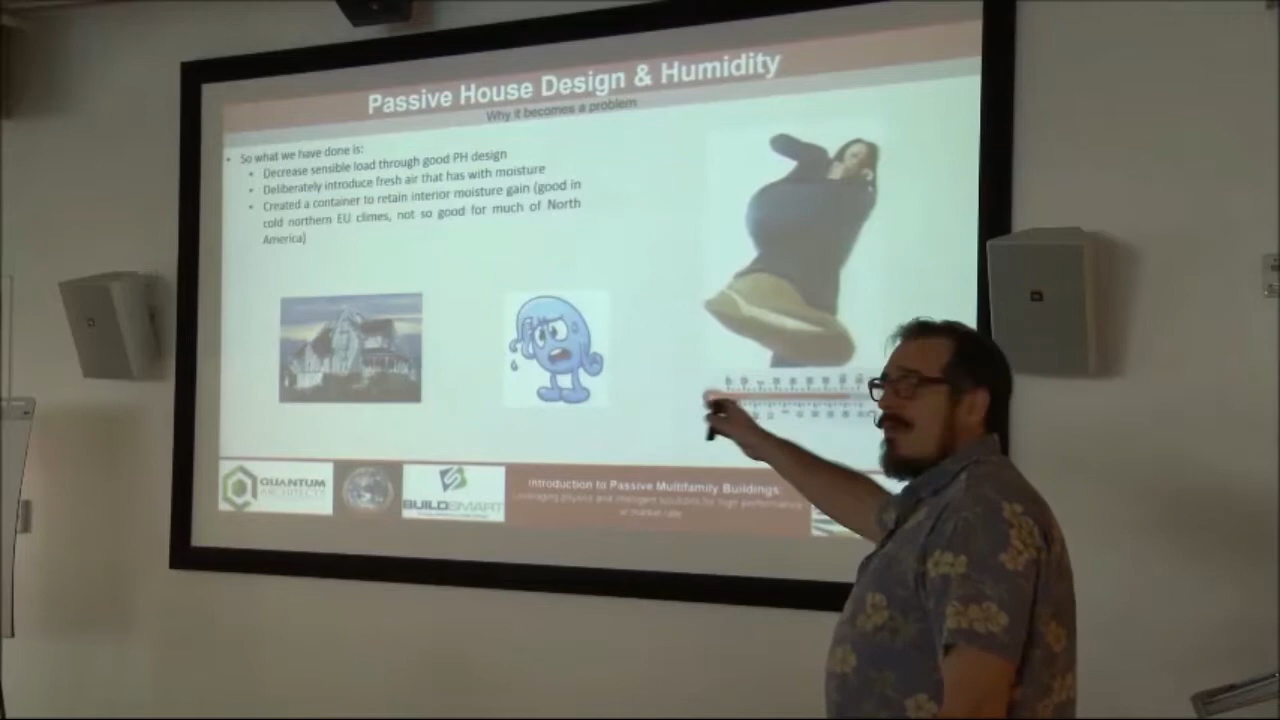 Passive House Design & Humidity
Why it becomes a problem
• So what we have done is:
• Decrease sensible load through good PH design
• Deliberately introduce fresh air that has with moisture
• Created a container to retain interior moisture gain (good in
cold northern EU climes, not so good for much of North
America)
QUANTUM
ARCHITECTS
BUILDSMART
Introduction to Passive Multifamily Buildings:
Leveraging physics and intelligent solutions for high performance
at market rate